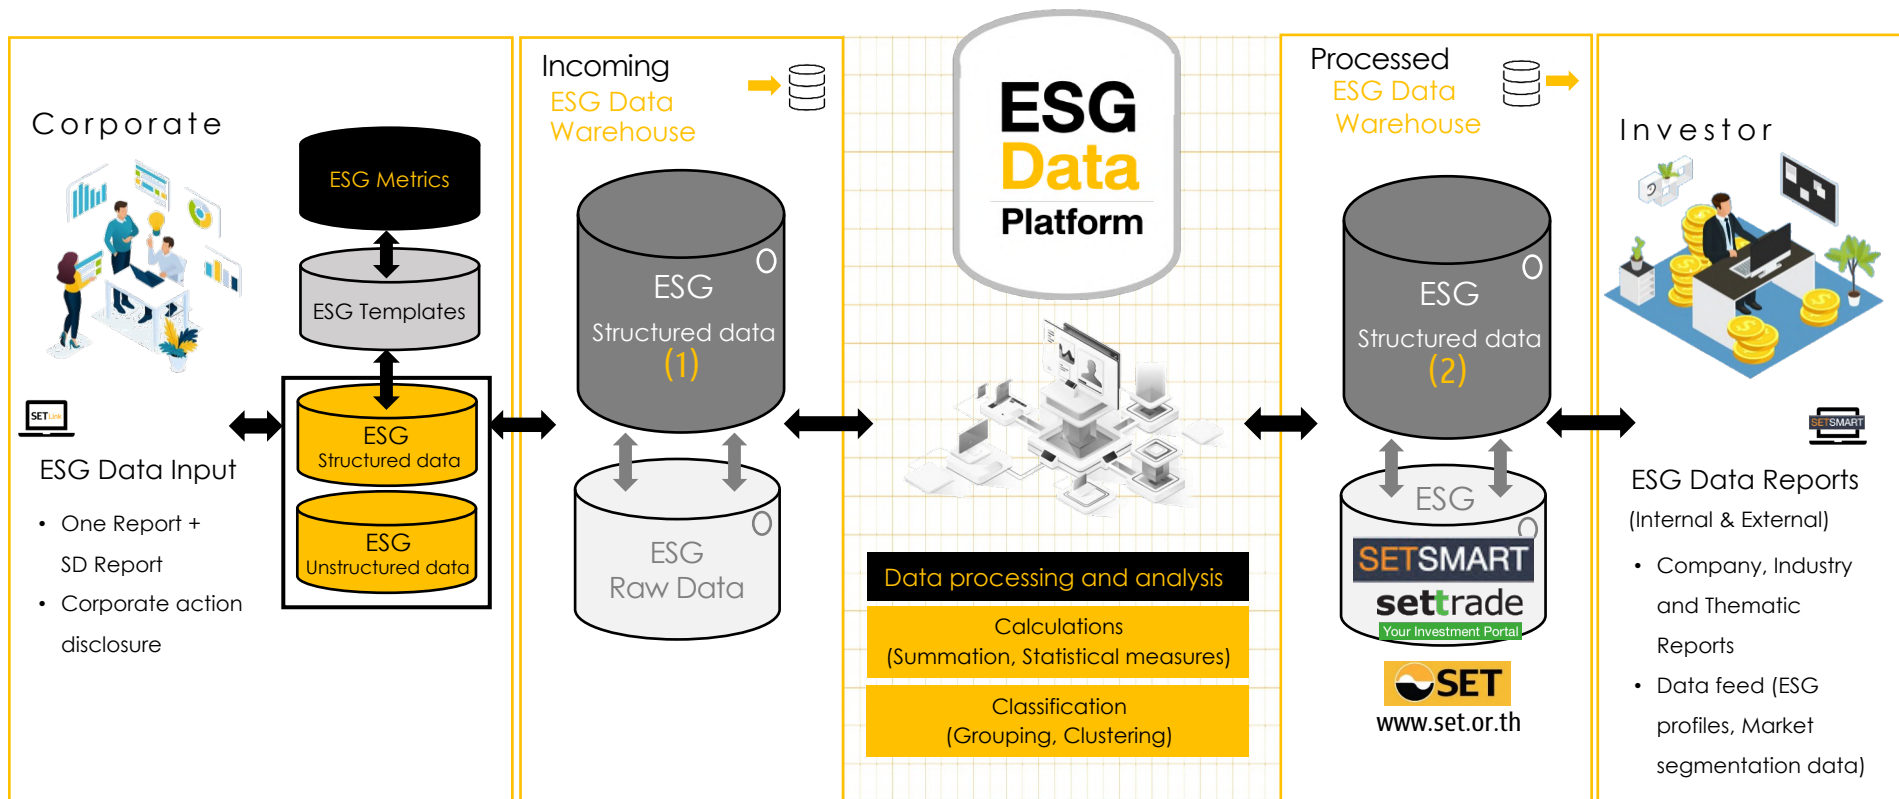 Corporate
ESG Metrics
ESG Templates
SET Link
ESG
Structured data
ESG
Unstructured data
ESG Data Input
• One Report +
SD Report
• Corporate action
disclosure
Incoming
ESG Data
Warehouse
ESG
Structured data
(1)
ESG
Raw Data
ESG
Data
Platform
Data processing and analysis
Calculations
(Summation, Statistical measures)
Classification
(Grouping, Clustering)
Processed
ESG Data
Warehouse
ESG
Structured data
(2)
ESG
SETSMART
settrade
Your Investment Portal
SET
www.set.or.th
Investor
SETSMART
ESG Data Reports
(Internal & External)
• Company, Industry
and Thematic
Reports
• Data feed (ESG
profiles, Market
segmentation data)